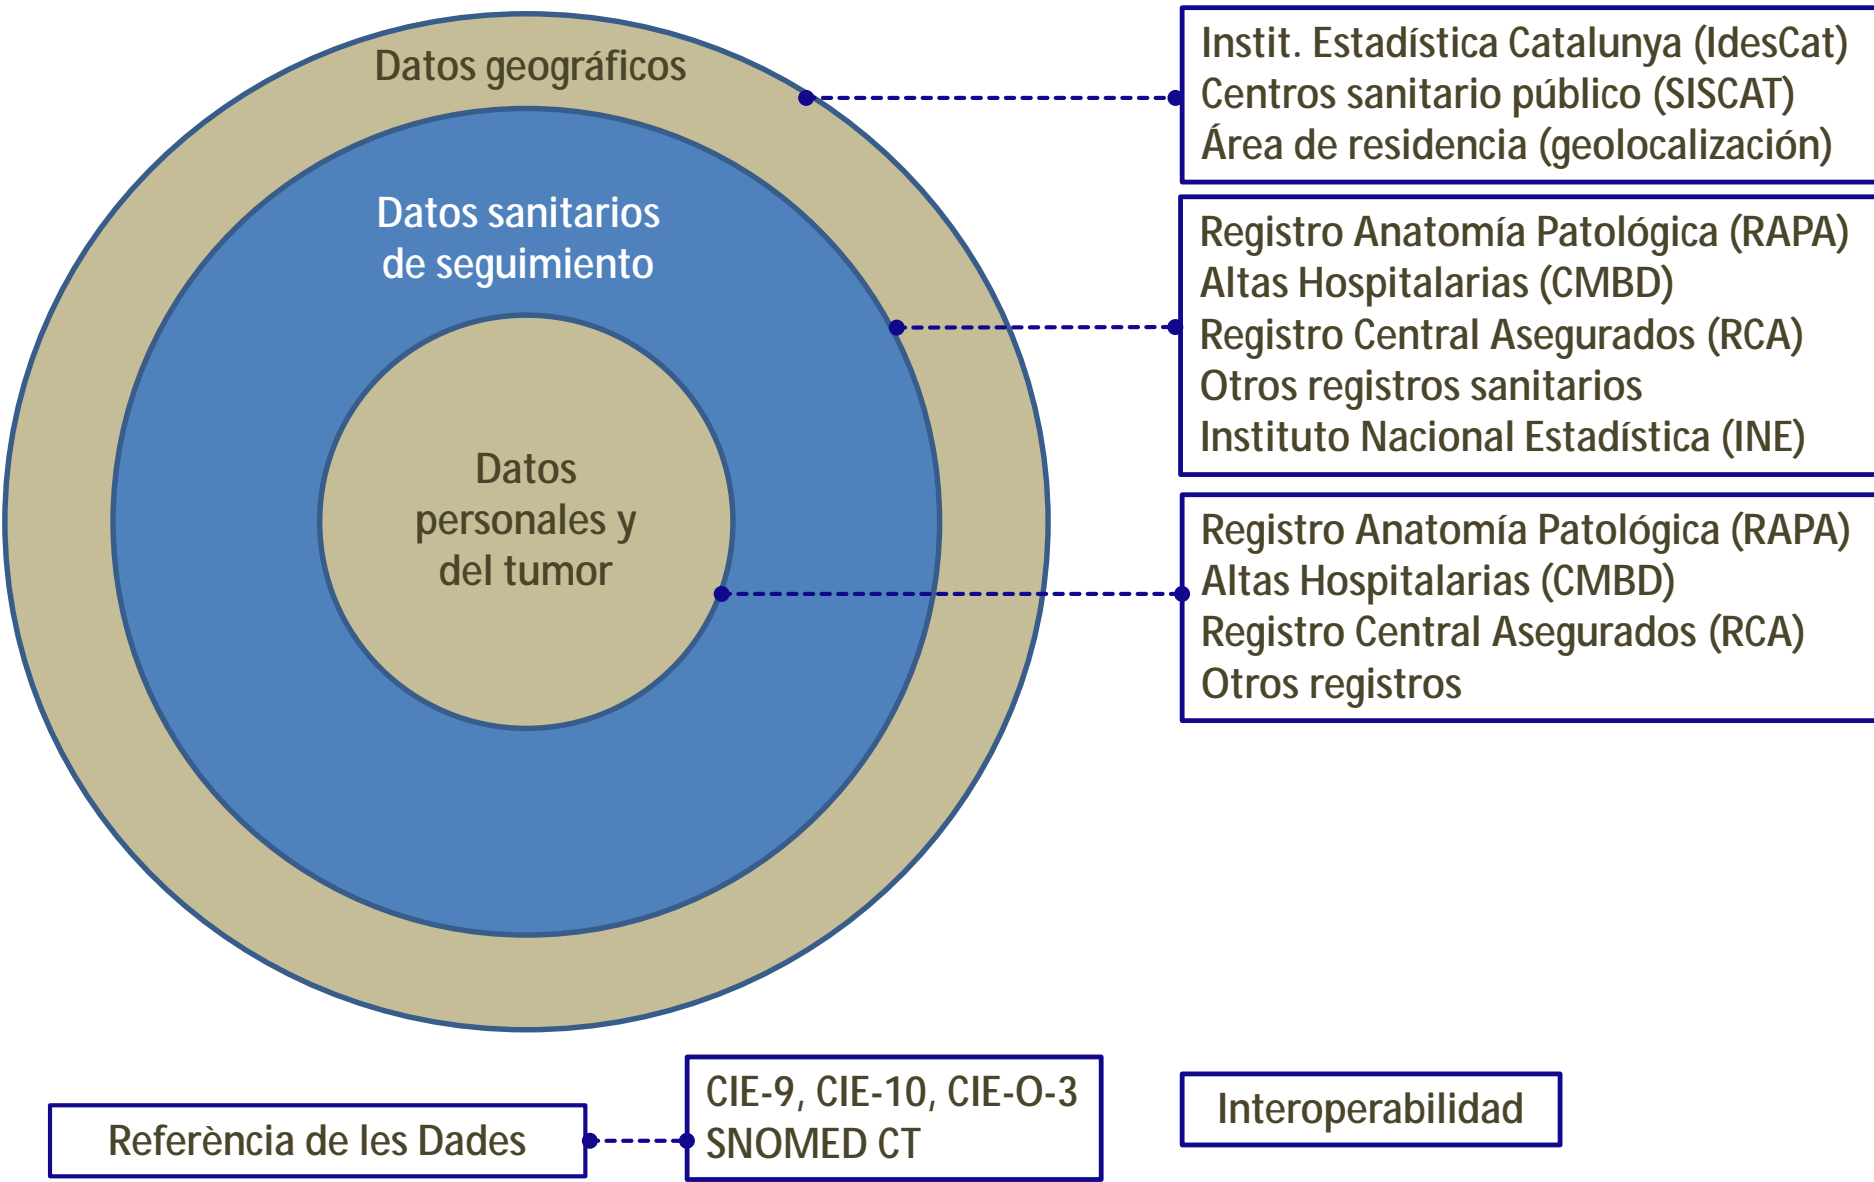 Datos geográficos
Datos sanitarios
de seguimiento
Datos
personales y
del tumor
Instit. Estadística Catalunya (IdesCat)
Centros sanitario público (SISCAT)
Área de residencia (geolocalización)
Registro Anatomía Patológica (RAPA)
Altas Hospitalarias (CMBD)
Registro Central Asegurados (RCA)
Otros registros sanitarios
Instituto Nacional Estadística (INE)
Registro Anatomía Patológica (RAPA)
Altas Hospitalarias (CMBD)
Registro Central Asegurados (RCA)
Otros registros
Referència de les Dades
CIE-9, CIE-10, CIE-O-3
SNOMED CT
Interoperabilidad